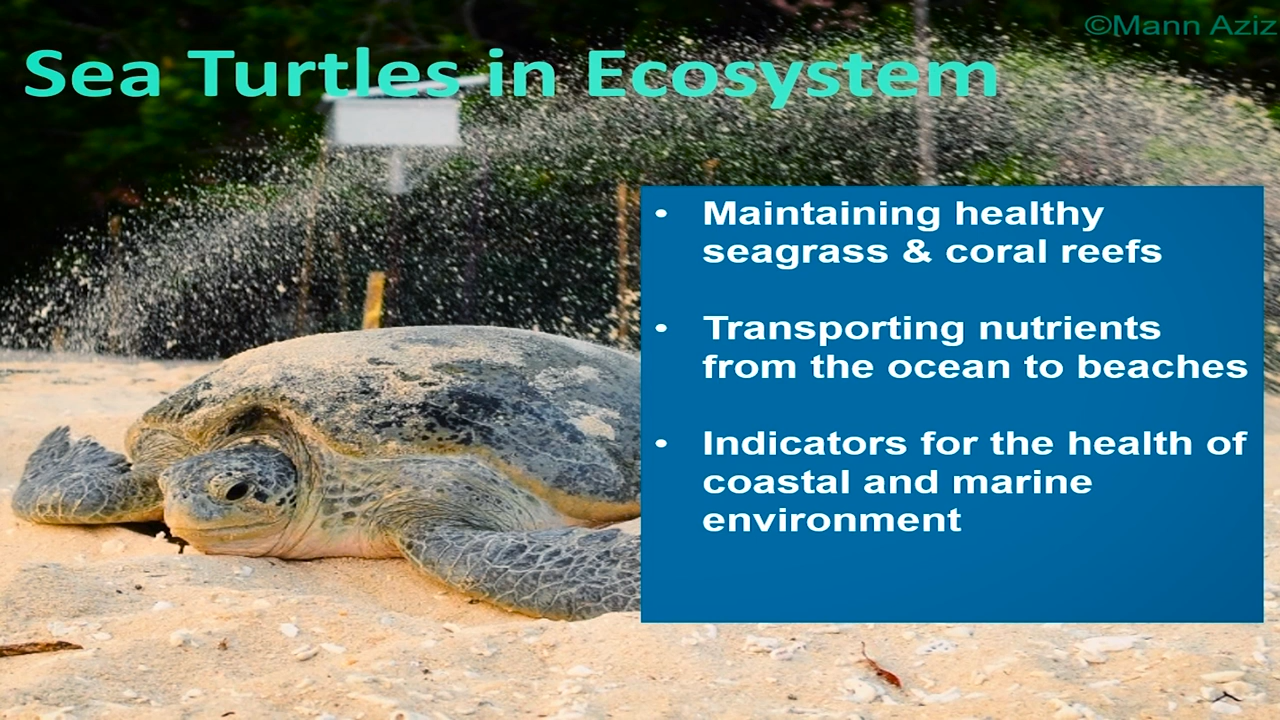 ©Mann Aziz
Sea Turtles in Ecosystem
• Maintaining healthy
seagrass & coral reefs
• Transporting nutrients
from the ocean to beaches
• Indicators for the health of
coastal and marine
environment